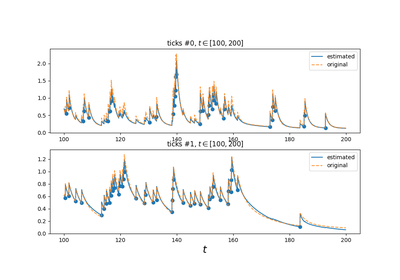 ticks #0, t ∈ [100, 200]
2.0
1.5
1.0
0.5
0.0
estimated
original
100 120 140 160 180 200
ticks #1, t ∈ [100, 200]
1.2
1.0
0.8
0.6
0.4
0.2
0.0
estimated
original
100 120 140 160 180 200
t